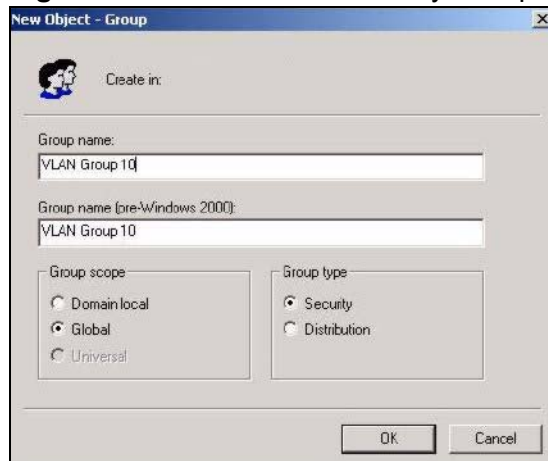 New Object - Group
Create in:
Group name:
VLAN Group 10
Group name (pre-Windows 2000):
VLAN Group 10
Group scope
Domain local
Global
Universal
Group type
Security
Distribution
OK
Cancel